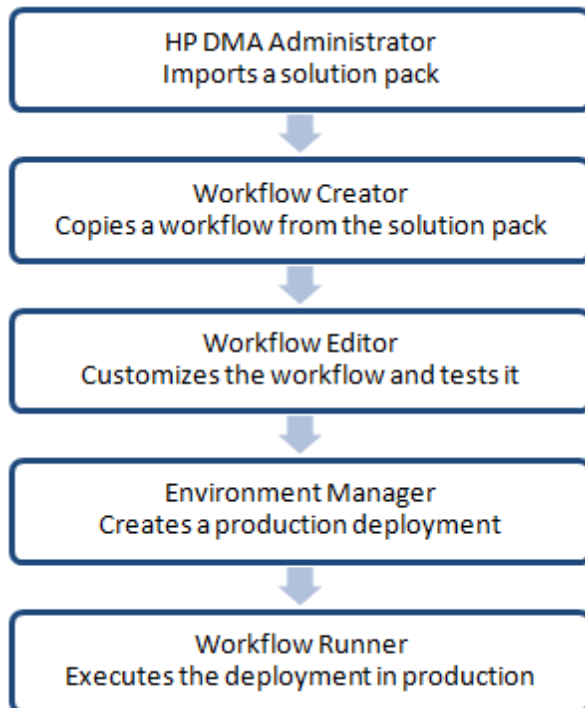 HP DMA Administrator
Imports a solution pack
Workflow Creator
Copies a workflow from the solution pack
Workflow Editor
Customizes the workflow and tests it
Environment Manager
Creates a production deployment
Workflow Runner
Executes the deployment in production